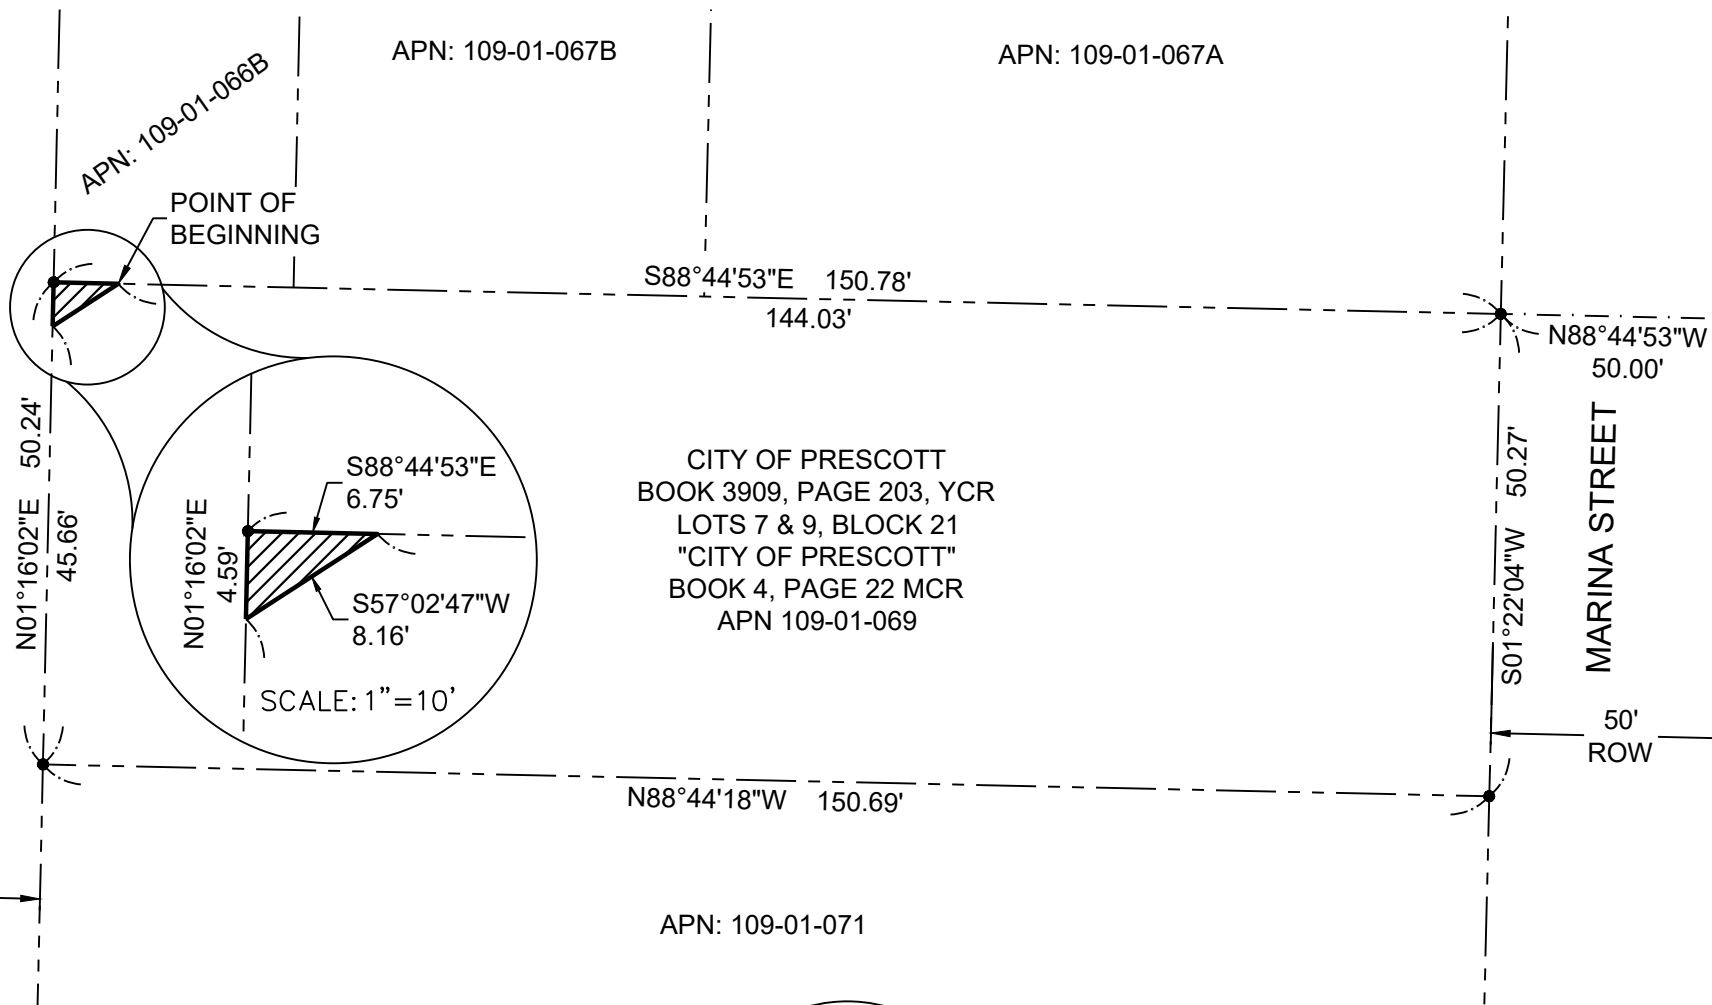 APN: 109-01-066B
APN: 109-01-067B
APN: 109-01-067A
POINT OF
BEGINNING
S88°44'53"E 150.78'
144.03'
N88°44'53"W
50.00'
N01°16'02"E 50.24'
45.66'
S88°44'53"E
6.75'
N01°16'02"E
4.59'
S57°02'47"W
8.16'
SCALE: 1"=10'
CITY OF PRESCOTT
BOOK 3909, PAGE 203, YCR
LOTS 7 & 9, BLOCK 21
"CITY OF PRESCOTT"
BOOK 4, PAGE 22 MCR
APN 109-01-069
S01°22'04"W 50.27'
MARINA STREET
50'
ROW
N88°44'18"W 150.69'
APN: 109-01-071